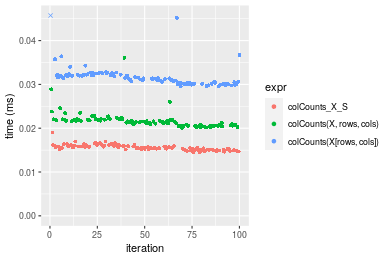 0.04
0.03
0.02
0.01
0.00
time (ms)
0
25
50
75
100
iteration
expr
colCounts_X_S
colCounts(X, rows, cols)
colCounts(X[rows, cols])